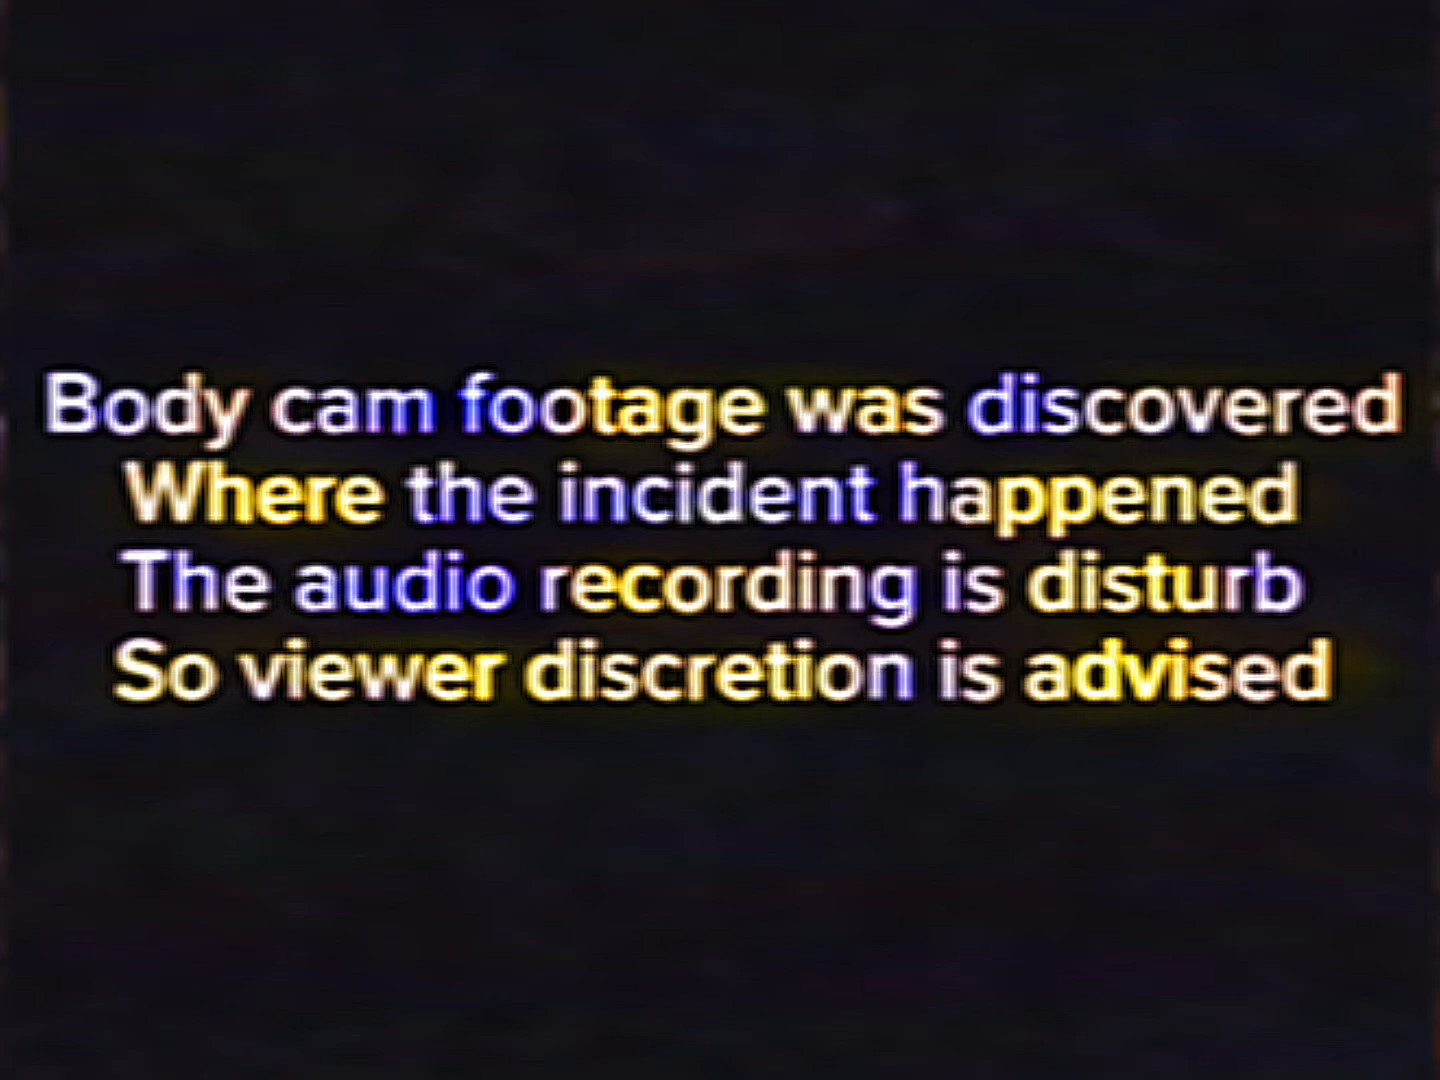 Body cam footage was discovered
Where the incident happened
The audio recording is disturb
So viewer discretion is advised